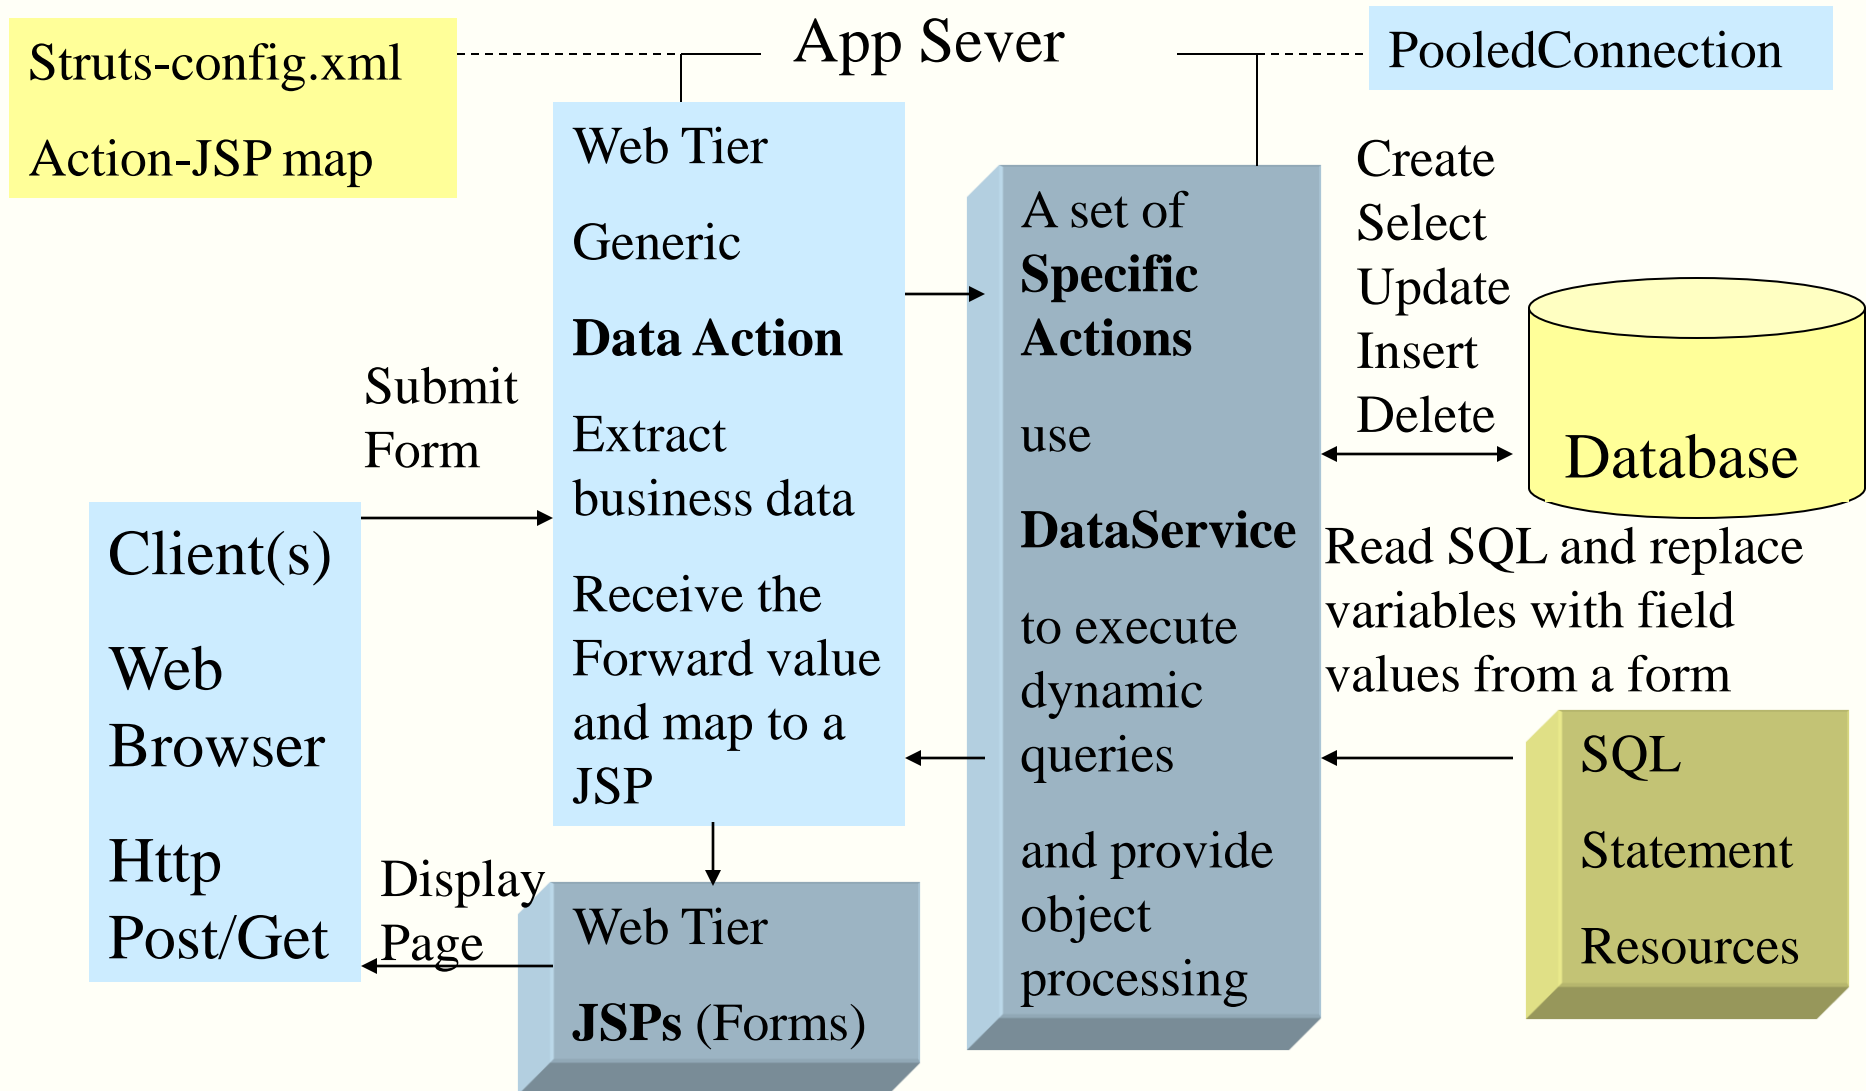 Struts-config.xml
Action-JSP map
App Sever
PooledConnection
Web Tier
Generic
Data Action
Extract
business data
Receive the
Forward value
and map to a
JSP
A set of
Specific
Actions
use
DataService
to execute
dynamic
queries
and provide
object
processing
Create
Select
Update
Insert
Delete
Database
Read SQL and replace
variables with field
values from a form
SQL
Statement
Resources
Submit
Form
Client(s)
Web
Browser
Http
Post/Get
Display
Page
Web Tier
JSPs (Forms)